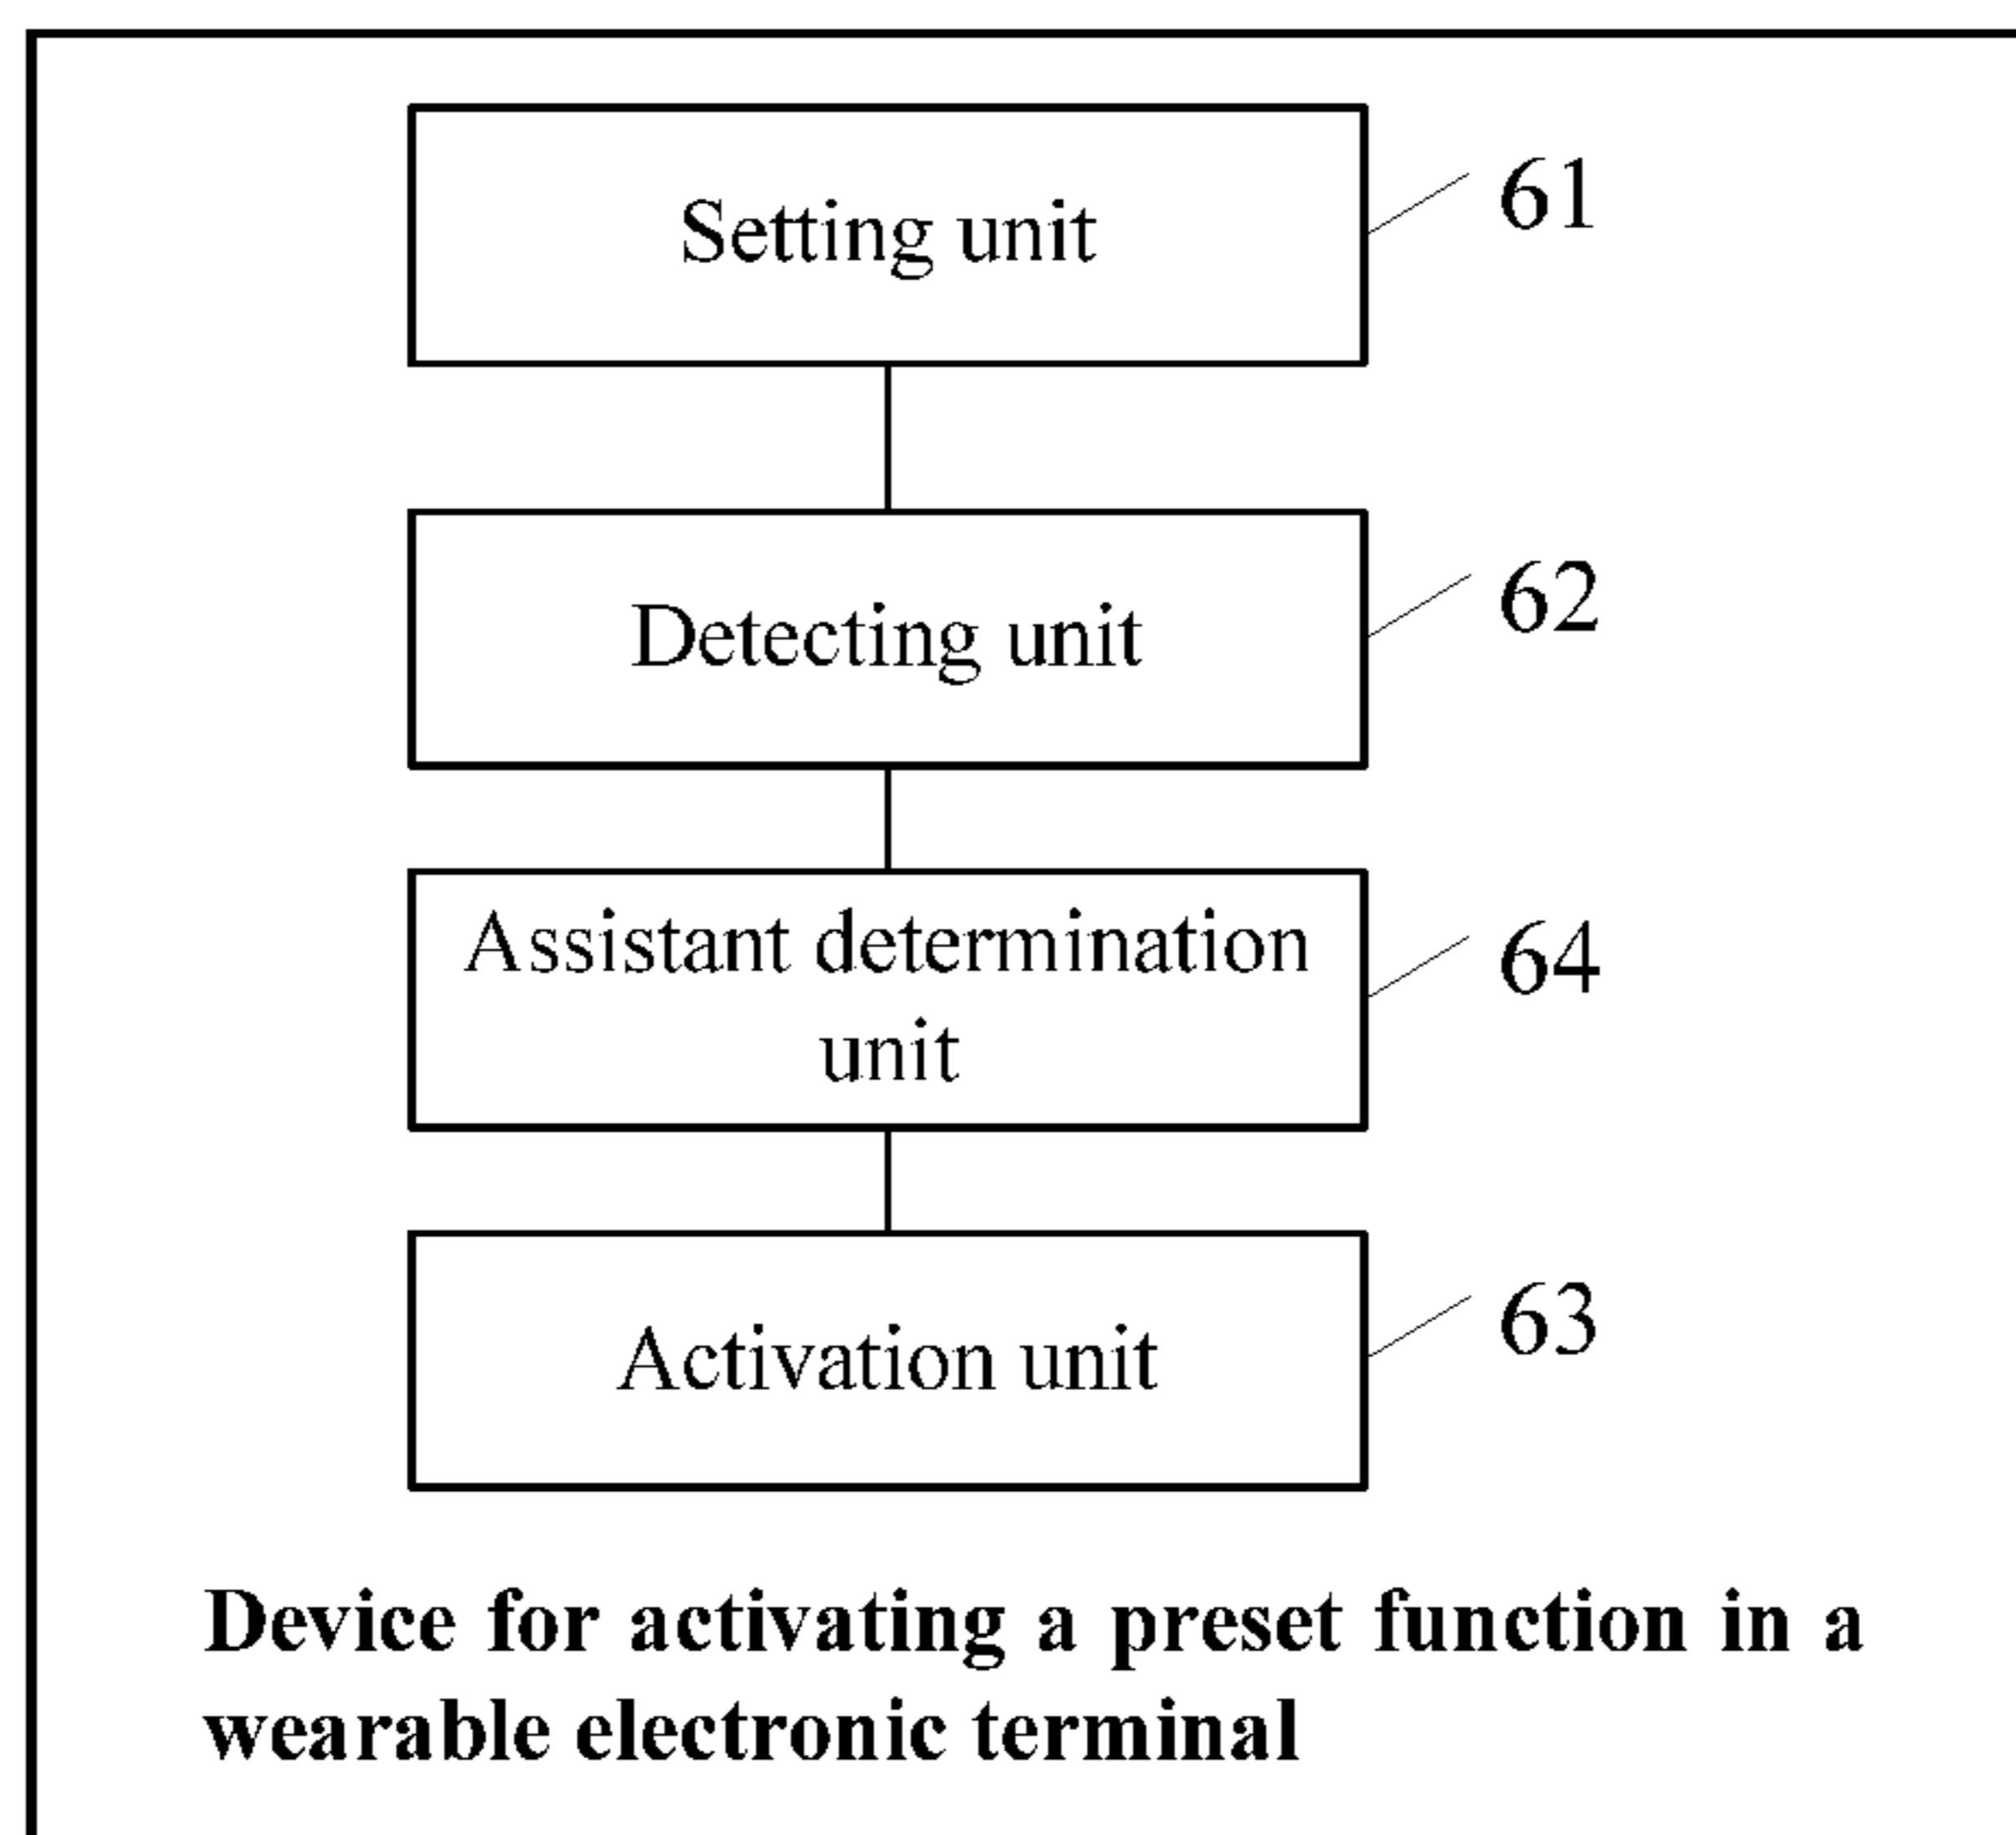 Setting unit
61
Detecting unit
62
Assistant determination
unit
64
Activation unit
63
Device for activating a preset function in a
wearable electronic terminal